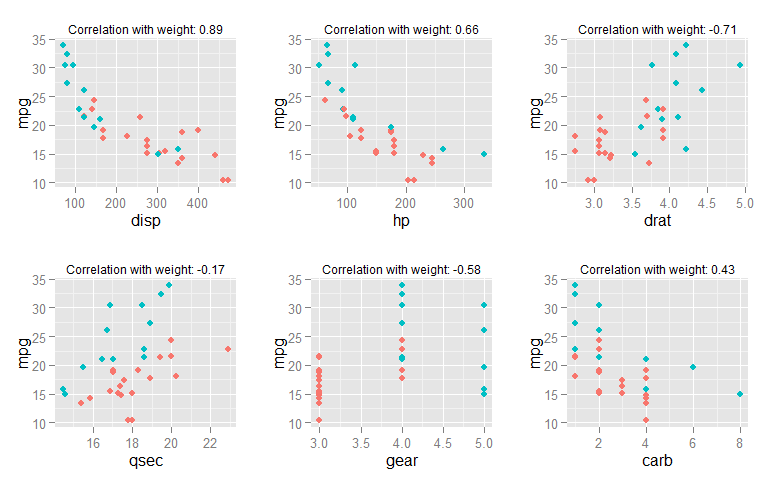 Correlation with weight: 0.89
35
30
25
20
15
10
mpg
100 200 300 400
disp
Correlation with weight: 0.66
35
30
25
20
15
10
mpg
100 200 300
hp
Correlation with weight: -0.71
35
30
25
20
15
10
mpg
3.0 3.5 4.0 4.5 5.0
drat
Correlation with weight: -0.17
35
30
25
20
15
10
mpg
16 18 20 22
qsec
Correlation with weight: -0.58
35
30
25
20
15
10
mpg
3.0 3.5 4.0 4.5 5.0
gear
Correlation with weight: 0.43
35
30
25
20
15
10
mpg
2 4 6 8
carb